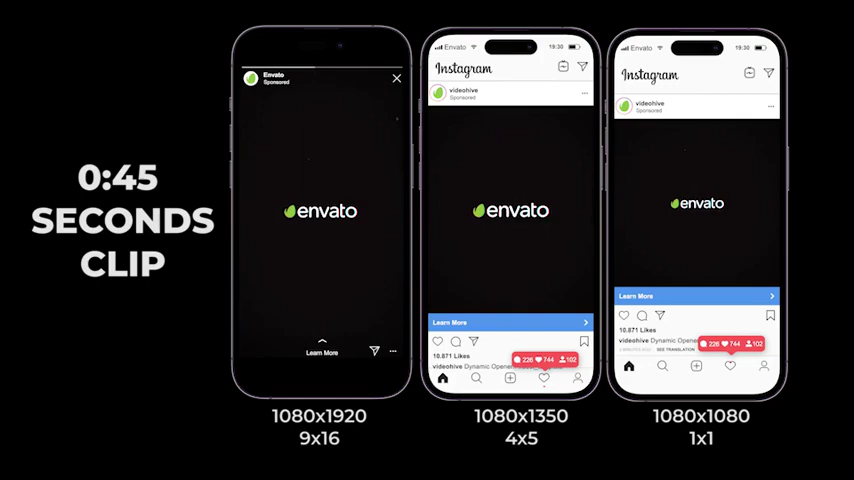 0:45
SECONDS
CLIP
Envato
Sponsored
envato
Learn More
1080x1920
9x16
Envato
19:30
Instagram
videohive
Sponsored
envato
Learn More
10.871 Likes
videohive Dynamic Opener
226 744 102
1080x1350
4x5
Envato
19:30
Instagram
videohive
Sponsored
envato
Learn More
10.871 Likes
videohive Dynamic Opene
SEE TRANSLATION
226 744 102
1080x1080
1x1